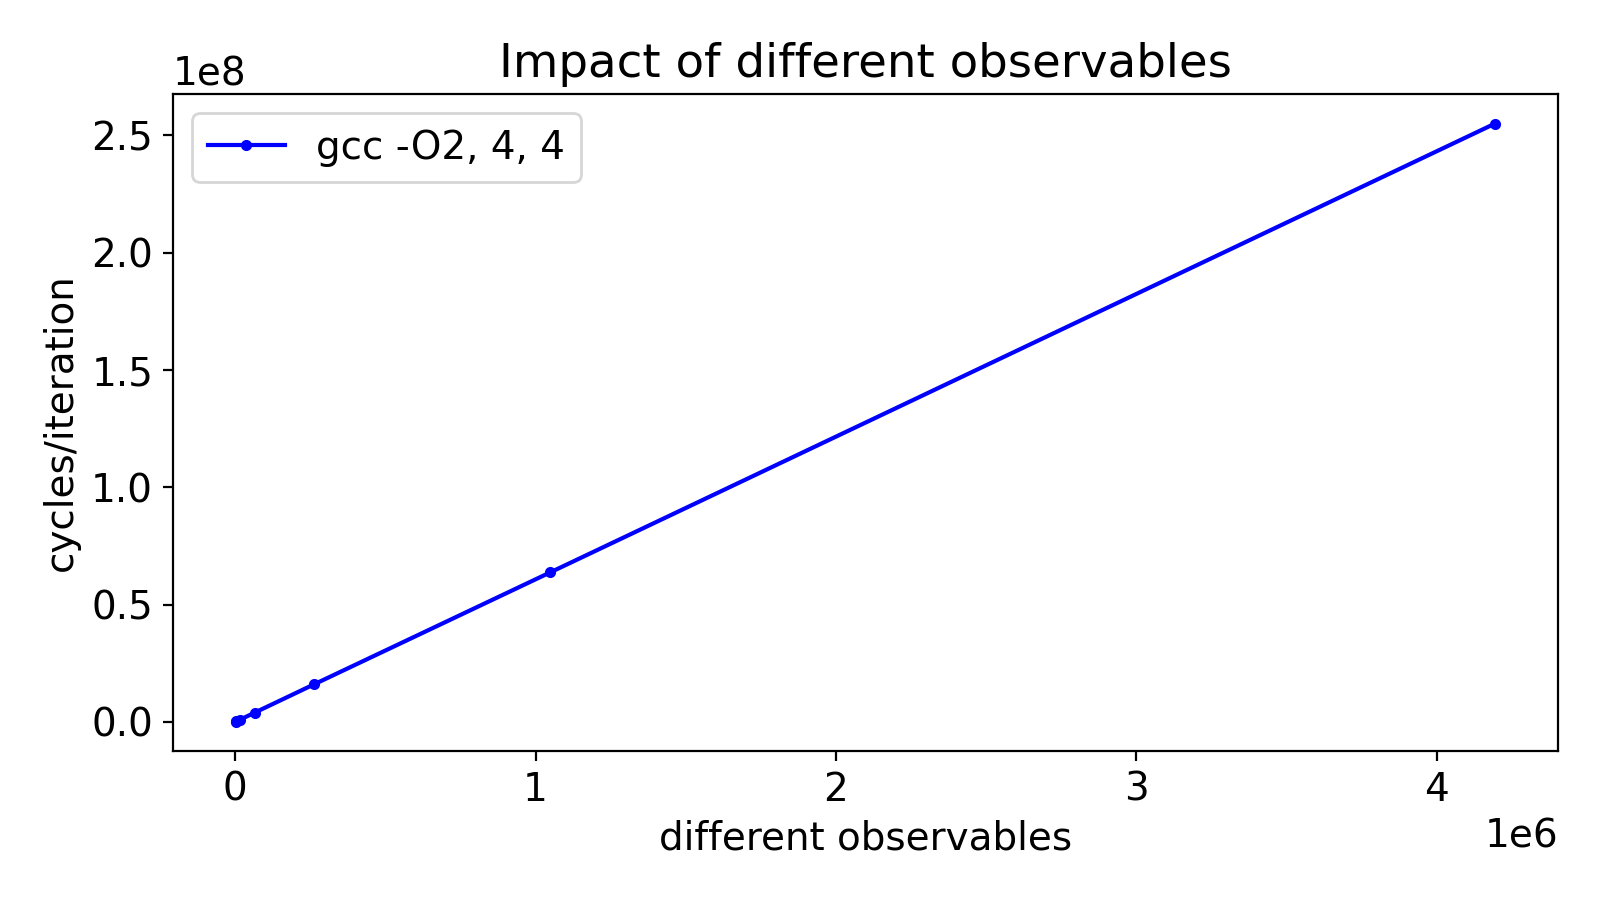 Impact of different observables
1e8
gcc -O2, 4, 4
2.5
2.0
1.5
1.0
0.5
0.0
cycles/iteration
0 1 2 3 4
1e6
different observables